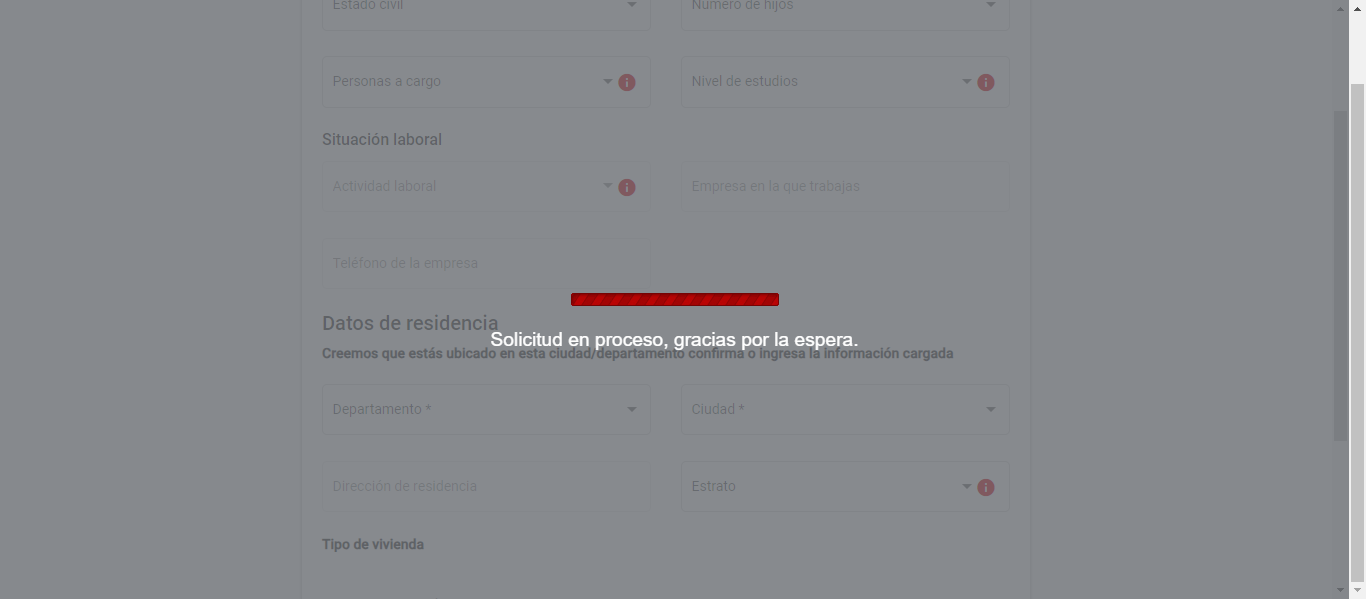 Estado civil
Número de hijos
Personas a cargo
Nivel de estudios
Situación laboral
Actividad laboral
Empresa en la que trabajas
Teléfono de la empresa
Datos de residencia
Solicitud en proceso, gracias por la espera.
Creemos que estás ubicado en esta ciudad/departamento confirma o ingresa la información cargada
Departamento *
Ciudad *
Dirección de residencia
Estrato
Tipo de vivienda